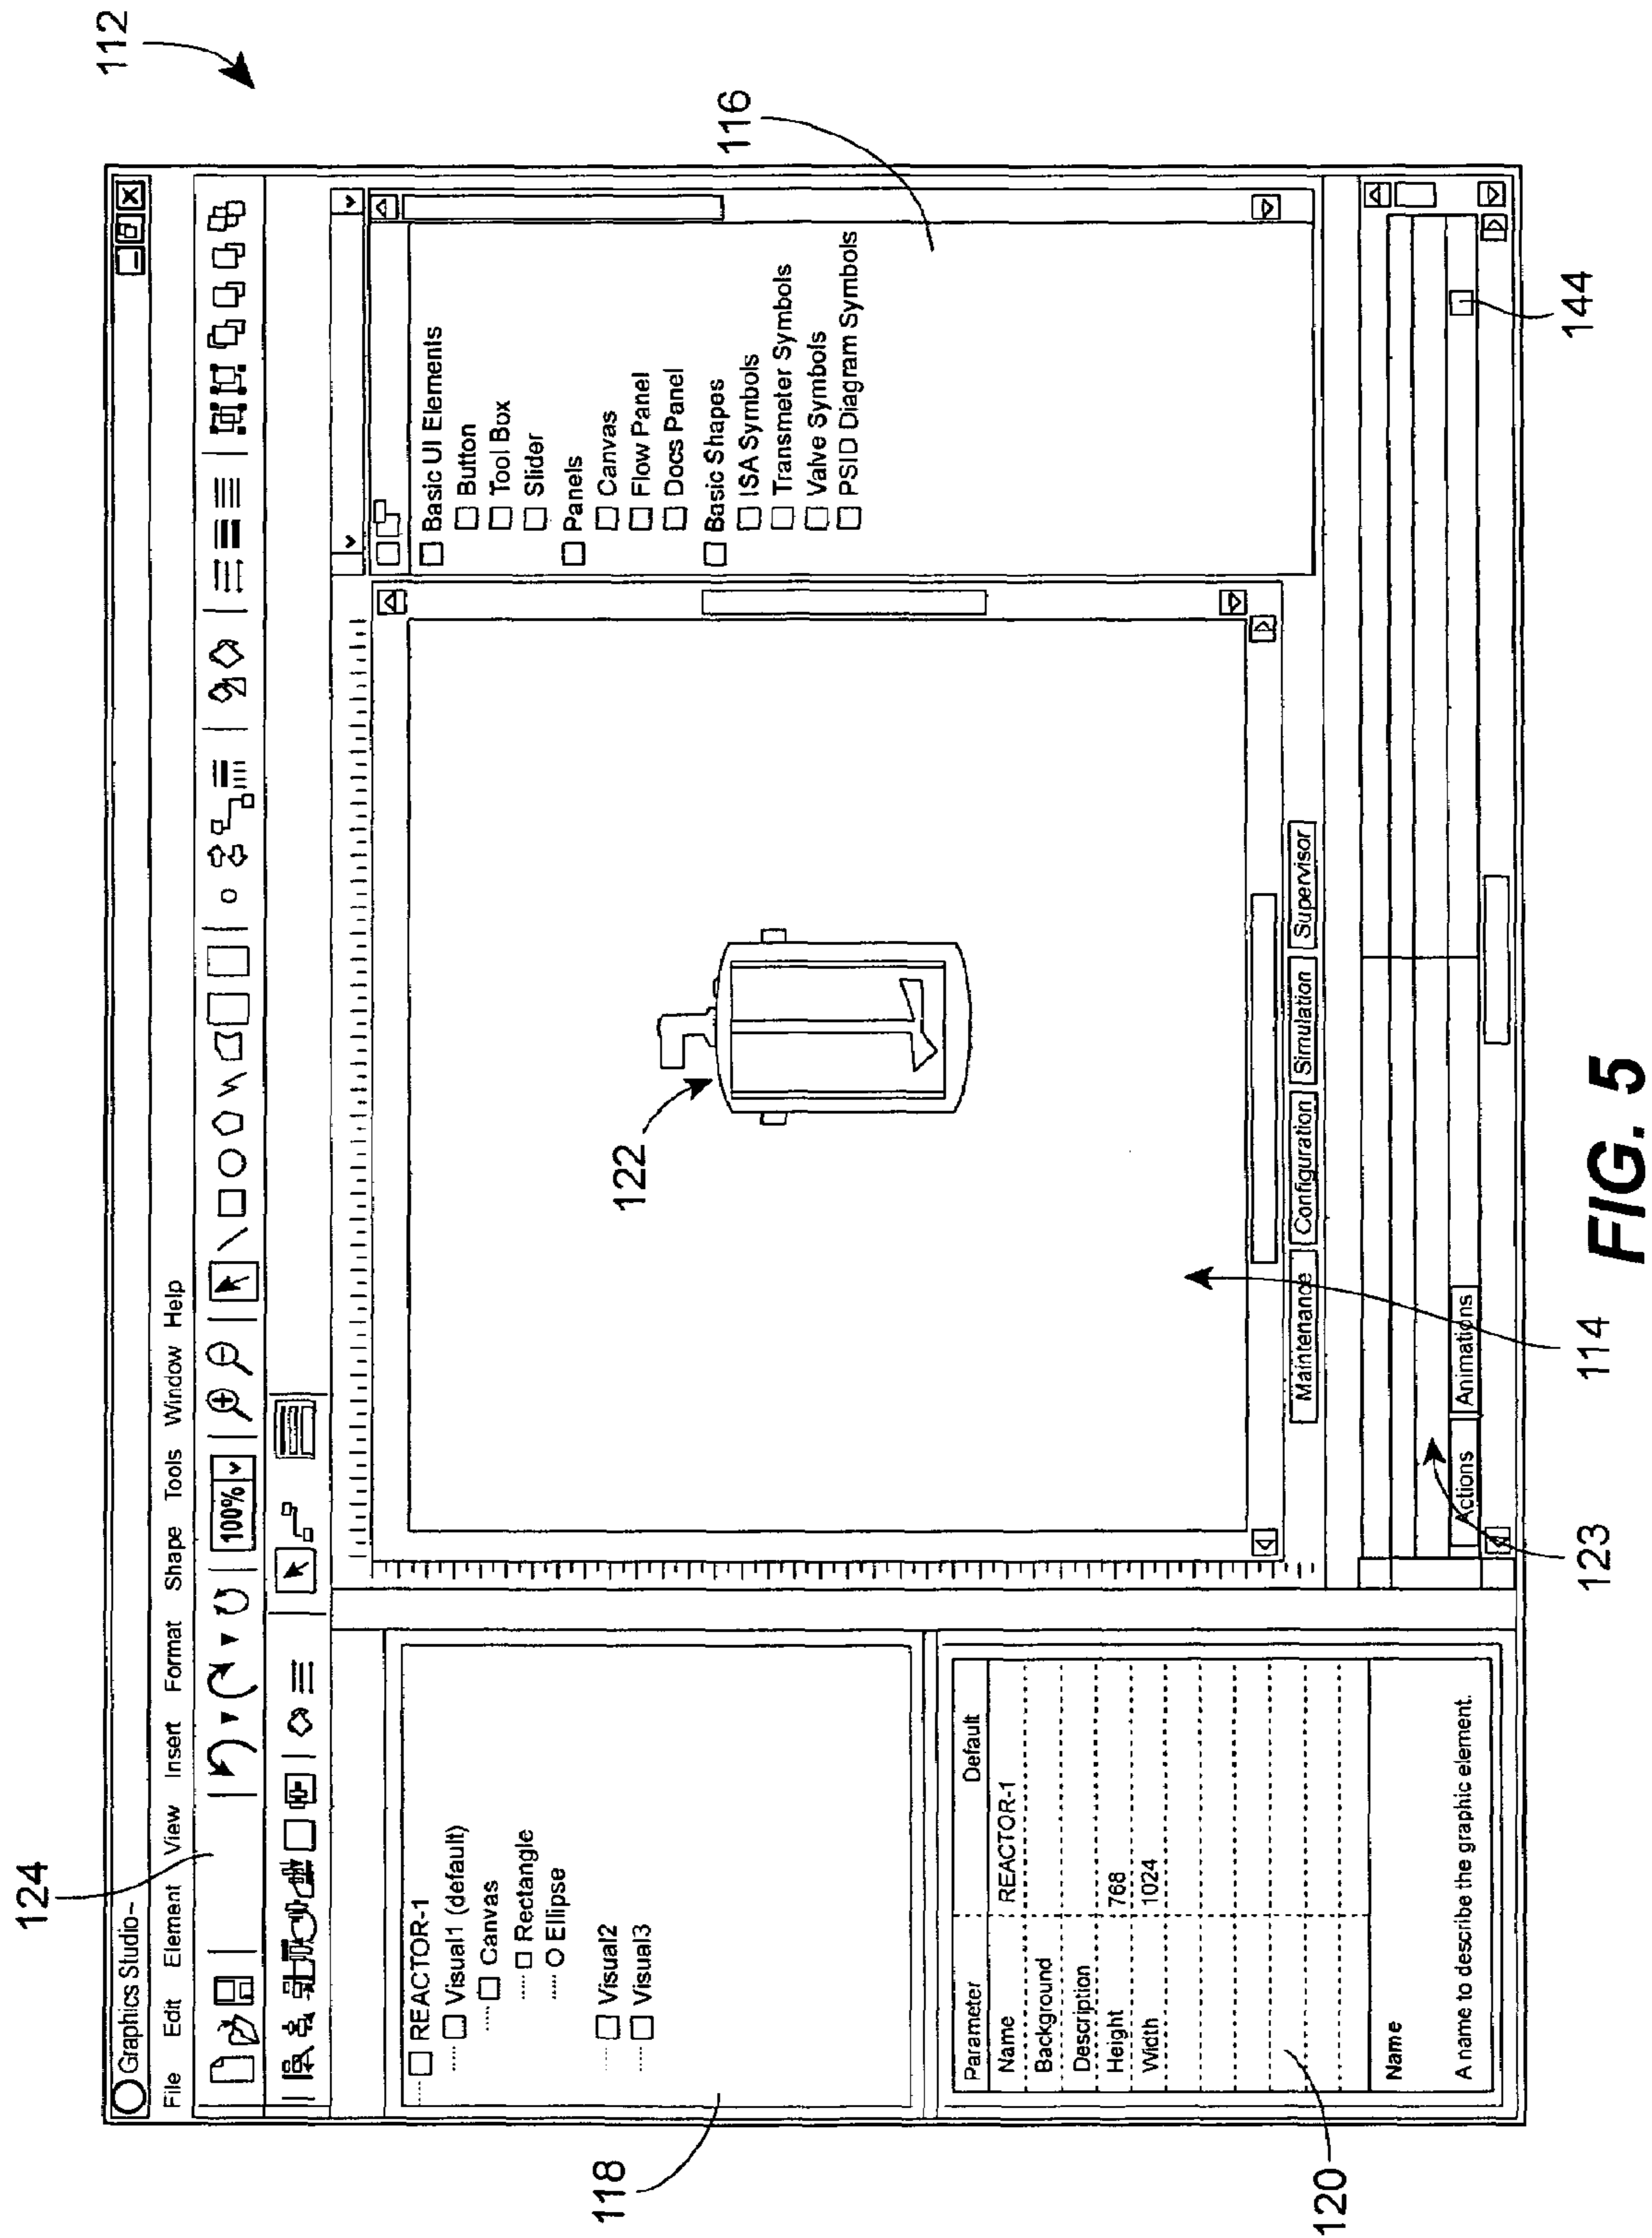 112
124
Graphics Studio~
File Edit Element View Insert Format Shape Tools Window Help
100%
118
REACTOR-1
Visual1 (default)
Canvas
Rectangle
Ellipse
Visual2
Visual3
120
Parameter Default
Name REACTOR-1
Background
Description
Height 768
Width 1024
Name
A name to describe the graphic element.
122
116
Basic UI Elements
Button
Tool Box
Slider
Panels
Canvas
Flow Panel
Docs Panel
Basic Shapes
ISA Symbols
Transmeter Symbols
Valve Symbols
PSID Diagram Symbols
Maintenance Configuration Simulation Supervisor
Actions Animations
123
114
144
FIG. 5